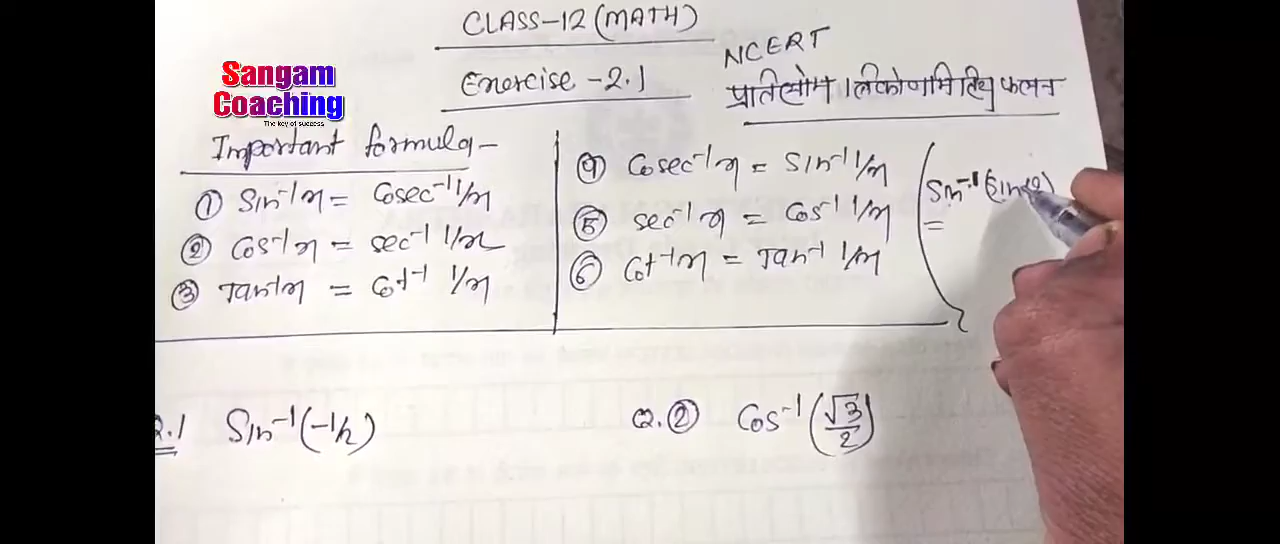 CLASS-12 (MATH)
Exercise -2.1
NCERT
प्रतिलोम त्रिकोणमितिय फलन
Sangam
Coaching
The key of success
Important formula-
① Sin⁻¹x = Cosec⁻¹ 1/x
② Cos⁻¹x = sec⁻¹ 1/x
③ Tan⁻¹x = Cot⁻¹ 1/x
④ Cosec⁻¹x = Sin⁻¹ 1/x
⑤ sec⁻¹x = Cos⁻¹ 1/x
⑥ Cot⁻¹x = Tan⁻¹ 1/x
Sin⁻¹(Sin
=
2.1 Sin⁻¹(-1/2)
Q.② Cos⁻¹(√3/2)